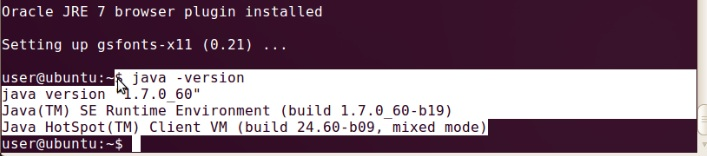 Oracle JRE 7 browser plugin installed
Setting up gsfonts-x11 (0.21) ...
user@ubuntu:~$ java -version
java version "1.7.0_60"
Java(TM) SE Runtime Environment (build 1.7.0_60-b19)
Java HotSpot(TM) Client VM (build 24.60-b09, mixed mode)
user@ubuntu:~$